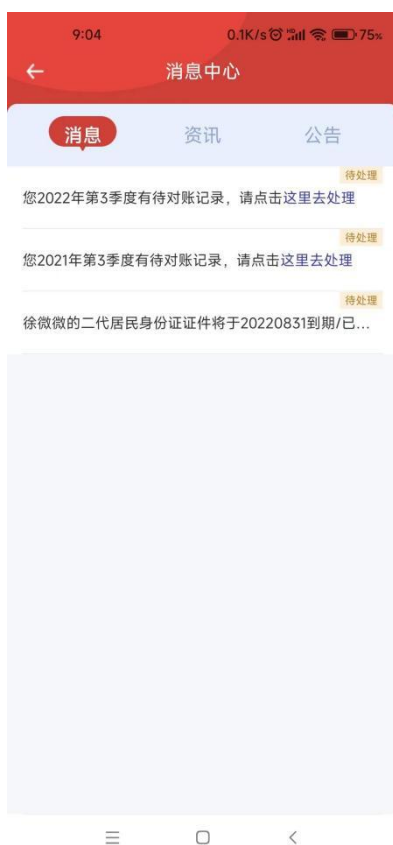 9:04
0.1K/s 75%
消息中心
消息 资讯 公告
待处理
您2022年第3季度有待对账记录，请点击这里去处理
待处理
您2021年第3季度有待对账记录，请点击这里去处理
待处理
徐微微的二代居民身份证证件将于20220831到期/已...